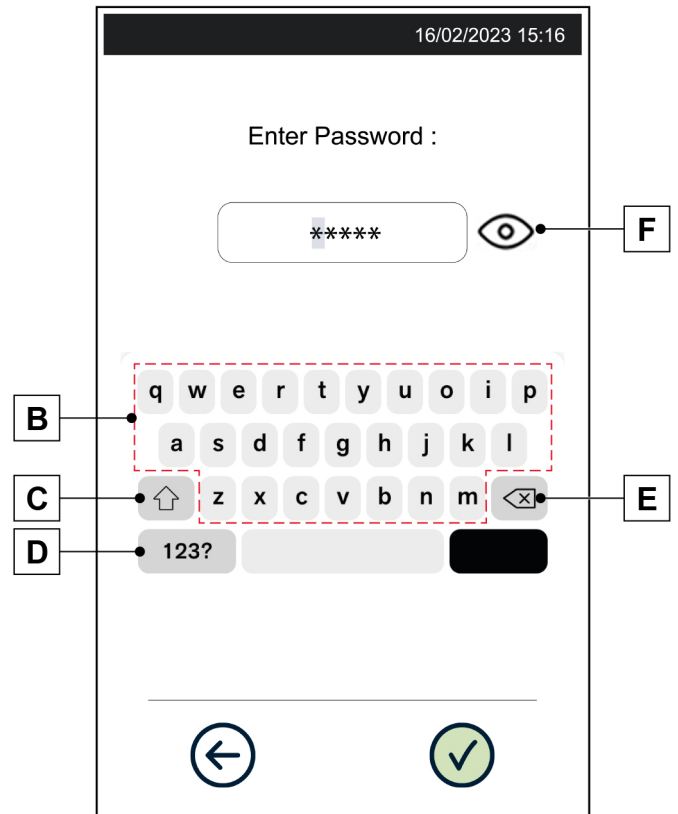 16/02/2023 15:16
Enter Password :
*****
F
q w e r t y u o i p
B
a s d f g h j k l
C
z x c v b n m
E
D
123?